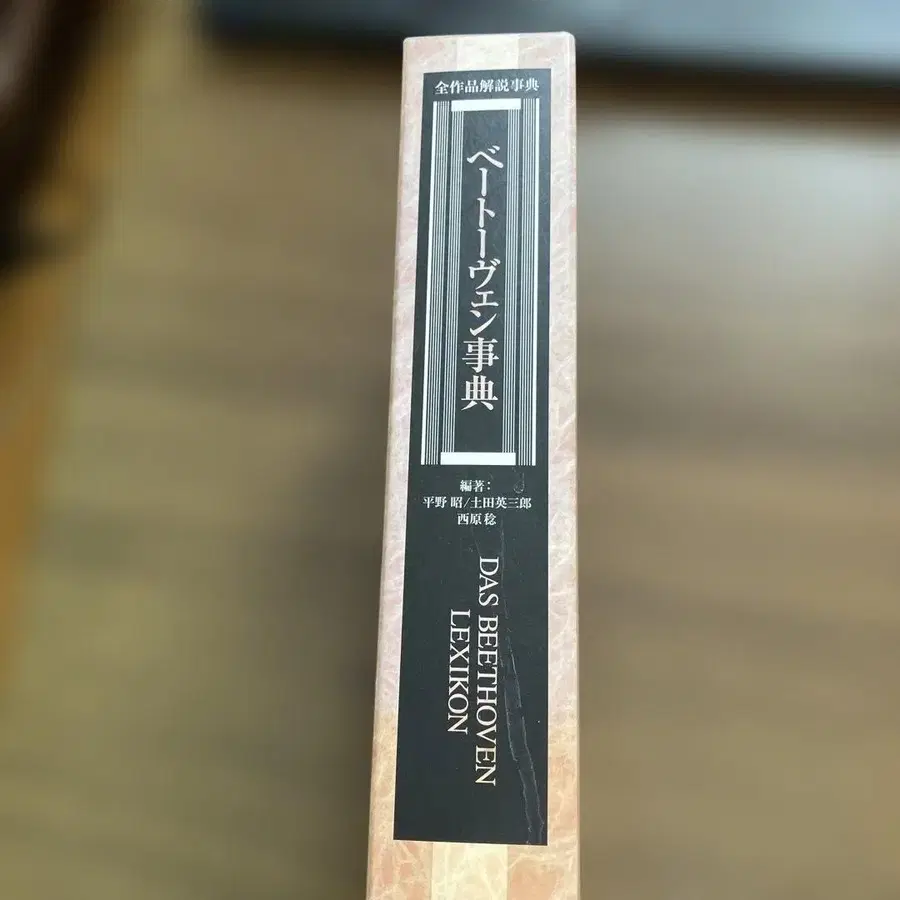 全作品解説事典
ベートーヴェン事典
編著:
平野 昭/土田英三郎
西原 稔
DAS BEETHOVEN
LEXIKON